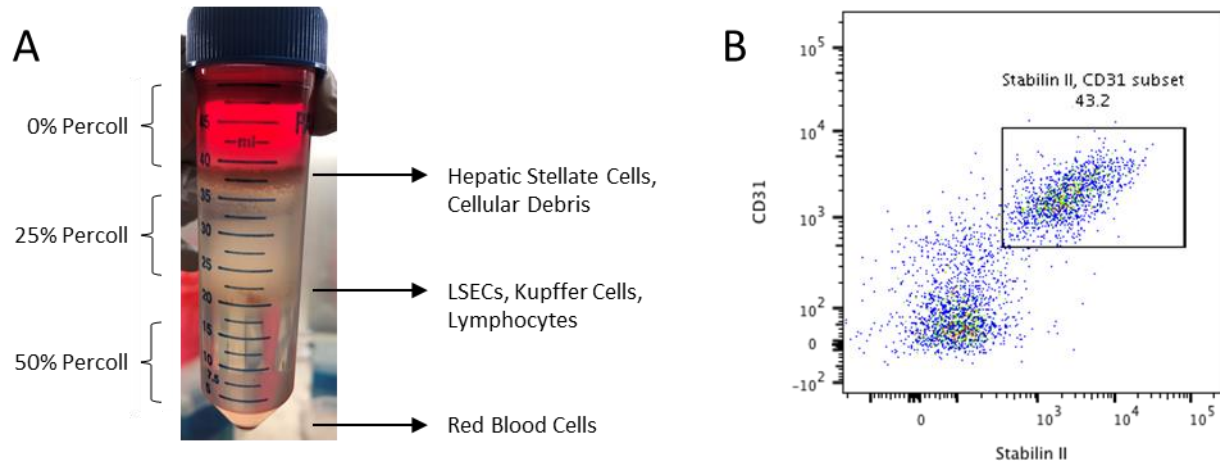 A
0% Percoll
25% Percoll
50% Percoll
45
ml
40
35
30
25
20
15
10
7.5
5
Hepatic Stellate Cells,
Cellular Debris
LSECs, Kupffer Cells,
Lymphocytes
Red Blood Cells
B
Stabilin II, CD31 subset
43.2
CD31
10^5
10^4
10^3
10^2
0
-10^2
0
10^3
10^4
10^5
Stabilin II